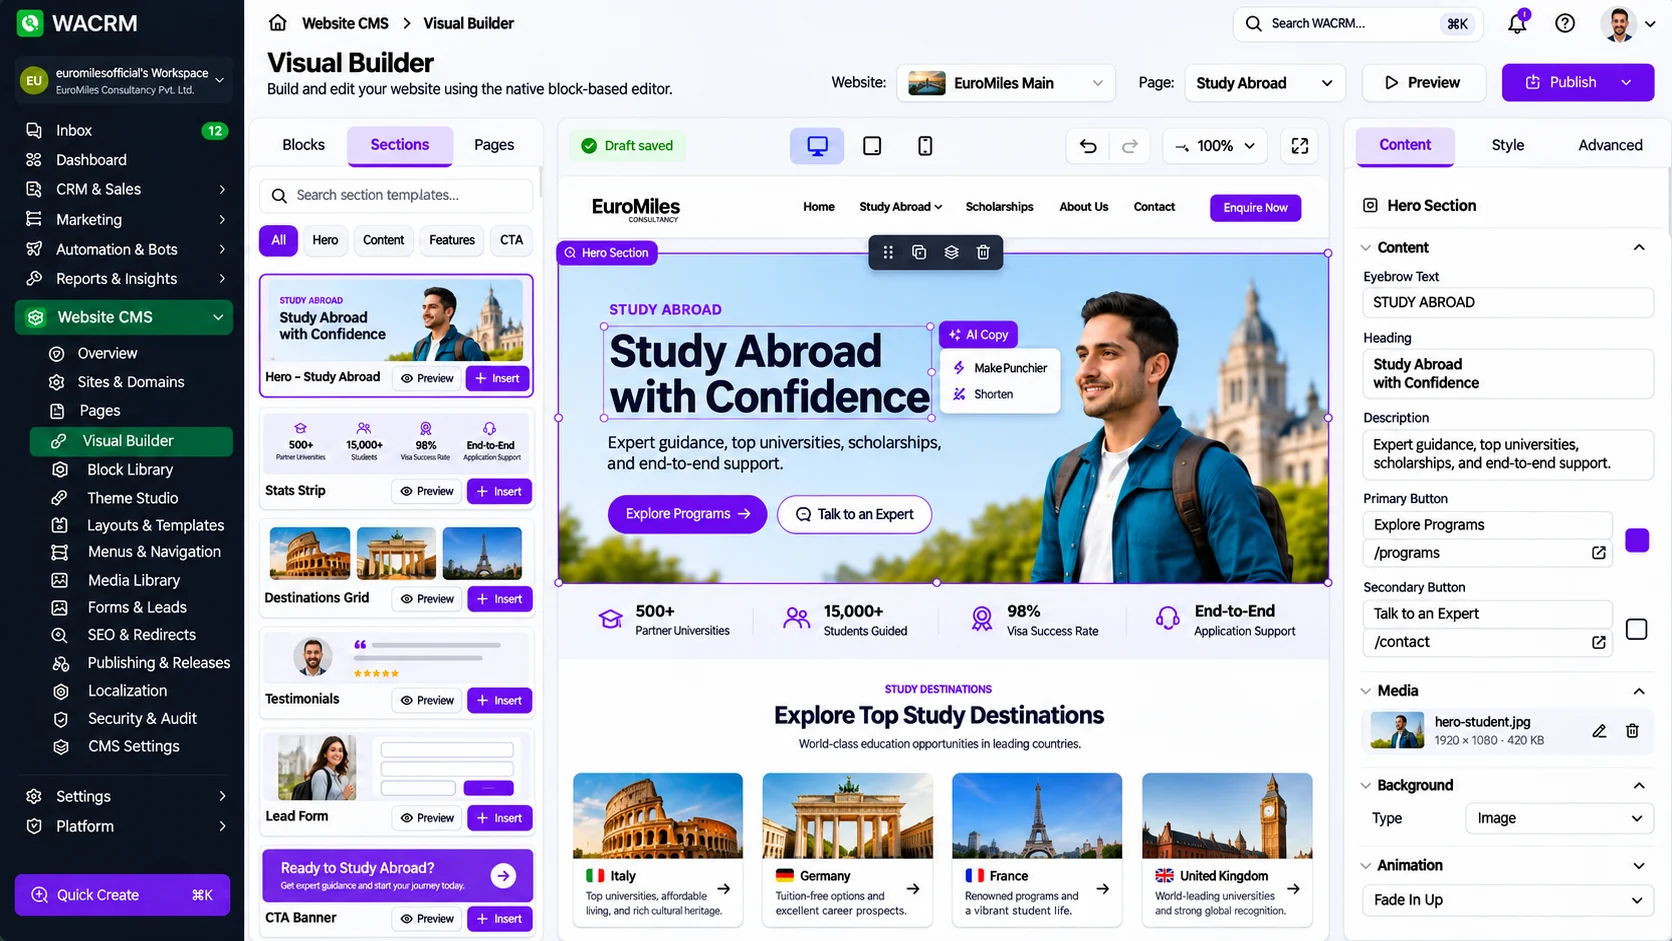 WACRM
EU
euromilesofficial's Workspace
EuroMiles Consultancy Pvt. Ltd.
Inbox
12
Dashboard
CRM & Sales
Marketing
Automation & Bots
Reports & Insights
Website CMS
Overview
Sites & Domains
Pages
Visual Builder
Block Library
Theme Studio
Layouts & Templates
Menus & Navigation
Media Library
Forms & Leads
SEO & Redirects
Publishing & Releases
Localization
Security & Audit
CMS Settings
Settings
Platform
Quick Create ⌘K
Website CMS > Visual Builder
Search WACRM... ⌘K
Visual Builder
Build and edit your website using the native block-based editor.
Website: EuroMiles Main
Page: Study Abroad
Preview
Publish
Blocks Sections Pages
Search section templates...
All Hero Content Features CTA
STUDY ABROAD
Study Abroad
with Confidence
Hero – Study Abroad Preview Insert
500+ 15,000+ 98% End-to-End
Partner Universities Students Visa Success Rate Application Support
Stats Strip Preview Insert
Destinations Grid Preview Insert
Testimonials Preview Insert
Lead Form Preview Insert
Ready to Study Abroad?
Get expert guidance and start your journey today.
CTA Banner Preview Insert
Draft saved
100%
EuroMiles
CONSULTANCY
Home Study Abroad Scholarships About Us Contact Enquire Now
Hero Section
STUDY ABROAD
Study Abroad
with Confidence
AI Copy
Make Punchier
Shorten
Expert guidance, top universities, scholarships,
and end-to-end support.
Explore Programs
Talk to an Expert
500+
Partner Universities
15,000+
Students Guided
98%
Visa Success Rate
End-to-End
Application Support
STUDY DESTINATIONS
Explore Top Study Destinations
World-class education opportunities in leading countries.
Italy
Top universities, affordable
living, and rich cultural heritage.
Germany
Tuition-free options and
excellent career prospects.
France
Renowned programs and
a vibrant student life.
United Kingdom
World-leading universities
and strong global recognition.
Content Style Advanced
Hero Section
Content
Eyebrow Text
STUDY ABROAD
Heading
Study Abroad
with Confidence
Description
Expert guidance, top universities,
scholarships, and end-to-end support.
Primary Button
Explore Programs
/programs
Secondary Button
Talk to an Expert
/contact
Media
hero-student.jpg
1920 × 1080 · 420 KB
Background
Type Image
Animation
Fade In Up